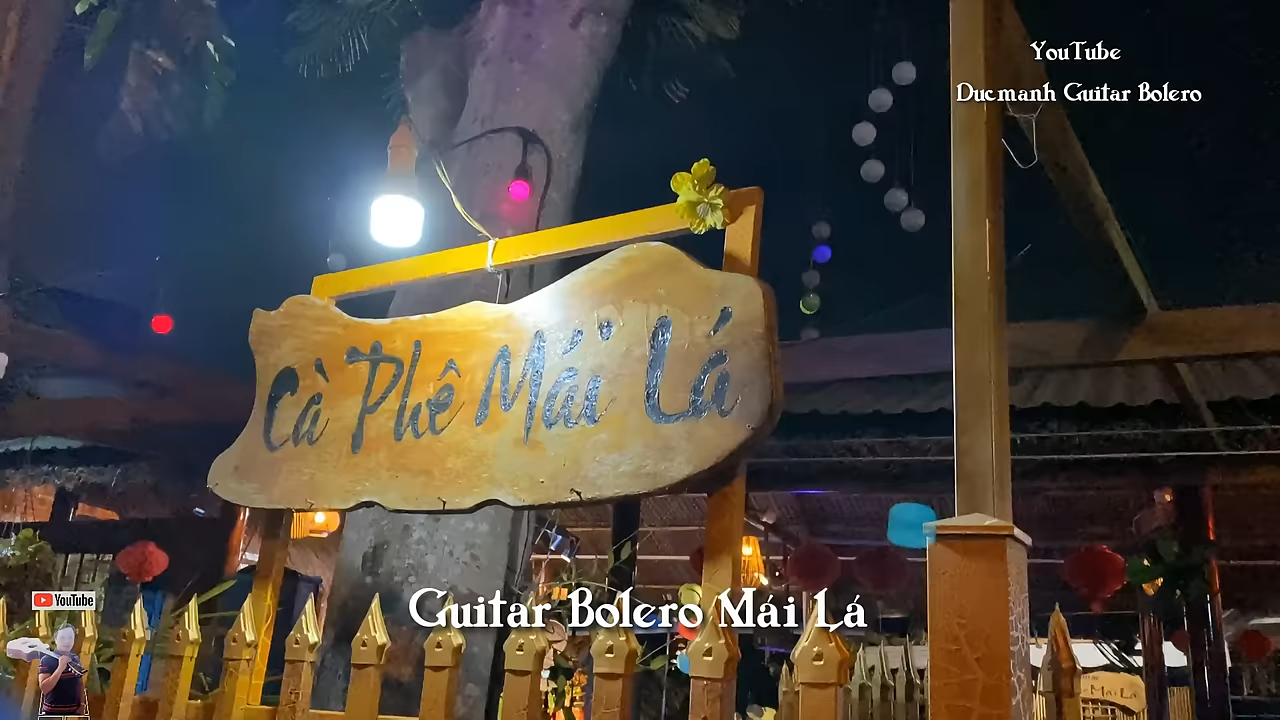 YouTube
Ducmanh Guitar Bolero
Cà Phê Mái Lá
Guitar Bolero Mái Lá
YouTube
Mái Lá